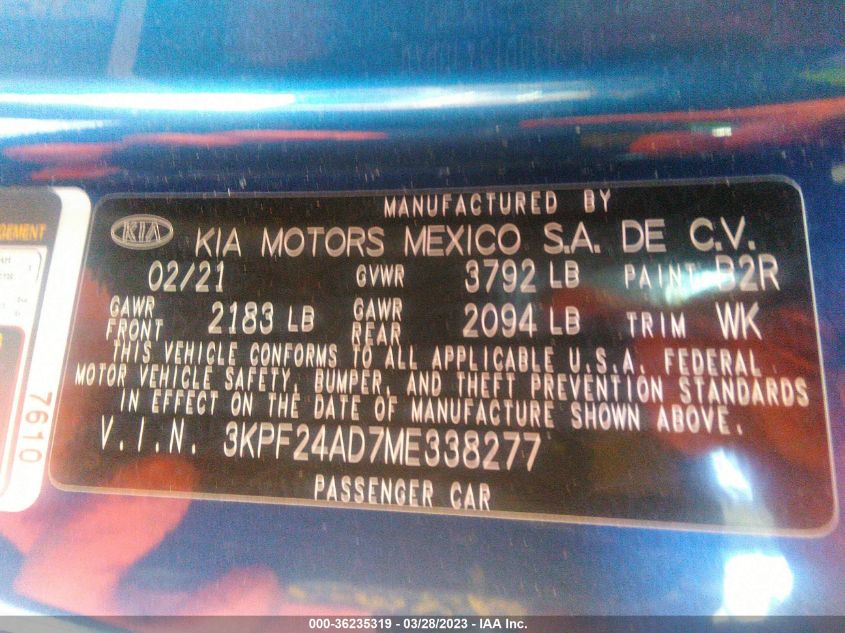 MANUFACTURED BY
KIA KIA MOTORS MEXICO S.A. DE C.V.
02/21 GVWR 3792 LB PAINT B2R
GAWR FRONT 2183 LB GAWR REAR 2094 LB TRIM WK
THIS VEHICLE CONFORMS TO ALL APPLICABLE U.S.A. FEDERAL
MOTOR VEHICLE SAFETY, BUMPER, AND THEFT PREVENTION STANDARDS
IN EFFECT ON THE DATE OF MANUFACTURE SHOWN ABOVE.
V.I.N. 3KPF24AD7ME338277
PASSENGER CAR
7610
000-36235319 - 03/28/2023 - IAA Inc.